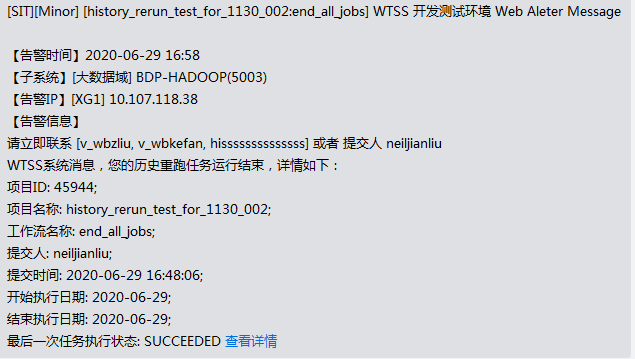 [SIT][Minor] [history_rerun_test_for_1130_002:end_all_jobs] WTSS 开发测试环境 Web Aleter Message
【告警时间】2020-06-29 16:58
【子系统】[大数据域] BDP-HADOOP(5003)
【告警IP】[XG1] 10.107.118.38
【告警信息】
请立即联系 [v_wbzliu, v_wbkefan, hissssssssssssss] 或者 提交人 neiljianliu
WTSS系统消息，您的历史重跑任务运行结束，详情如下：
项目ID: 45944;
项目名称: history_rerun_test_for_1130_002;
工作流名称: end_all_jobs;
提交人: neiljianliu;
提交时间: 2020-06-29 16:48:06;
开始执行日期: 2020-06-29;
结束执行日期: 2020-06-29;
最后一次任务执行状态: SUCCEEDED 查看详情